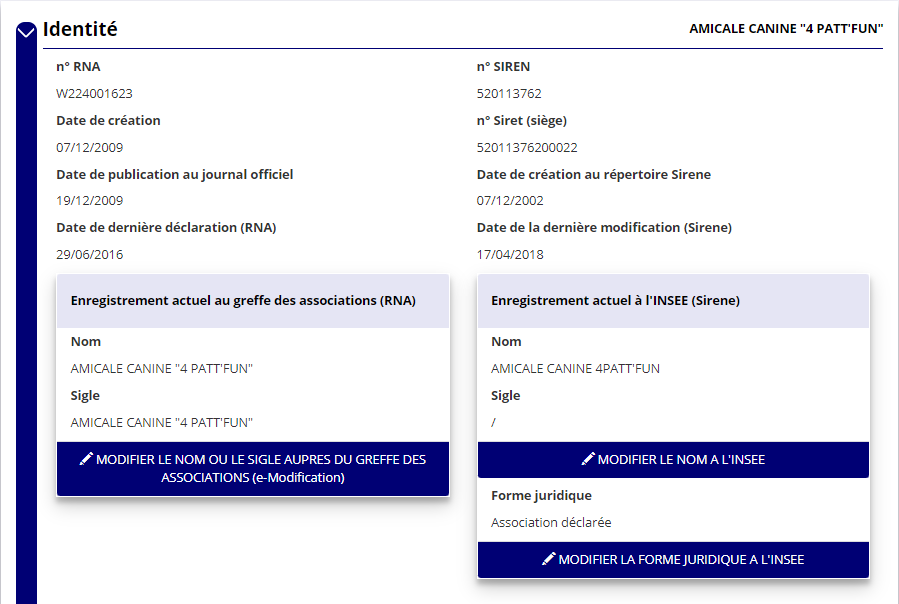 Identité
AMICALE CANINE "4 PATT'FUN"
n° RNA
W224001623
Date de création
07/12/2009
Date de publication au journal officiel
19/12/2009
Date de dernière déclaration (RNA)
29/06/2016
n° SIREN
520113762
n° Siret (siège)
52011376200022
Date de création au répertoire Sirene
07/12/2002
Date de la dernière modification (Sirene)
17/04/2018
Enregistrement actuel au greffe des associations (RNA)
Nom
AMICALE CANINE "4 PATT'FUN"
Sigle
AMICALE CANINE "4 PATT'FUN"
MODIFIER LE NOM OU LE SIGLE AUPRES DU GREFFE DES
ASSOCIATIONS (e-Modification)
Enregistrement actuel à l'INSEE (Sirene)
Nom
AMICALE CANINE 4PATT'FUN
Sigle
/
MODIFIER LE NOM A L'INSEE
Forme juridique
Association déclarée
MODIFIER LA FORME JURIDIQUE A L'INSEE